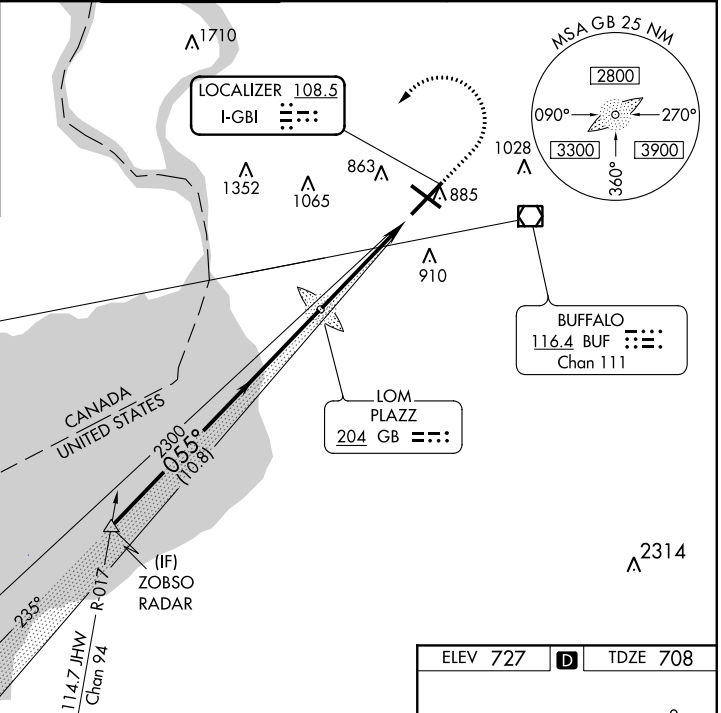 1710
MSA GB 25 NM
2800
090°
270°
3300
3900
360°
LOCALIZER 108.5
I-GBI
1352
1065
863
885
1028
910
BUFFALO
116.4 BUF
Chan 111
LOM
PLAZZ
204 GB
CANADA
UNITED STATES
2300
055°
(10.8)
(IF)
ZOBSO
RADAR
235°
R-017
114.7 JHW
Chan 94
2314
ELEV 727 D TDZE 708